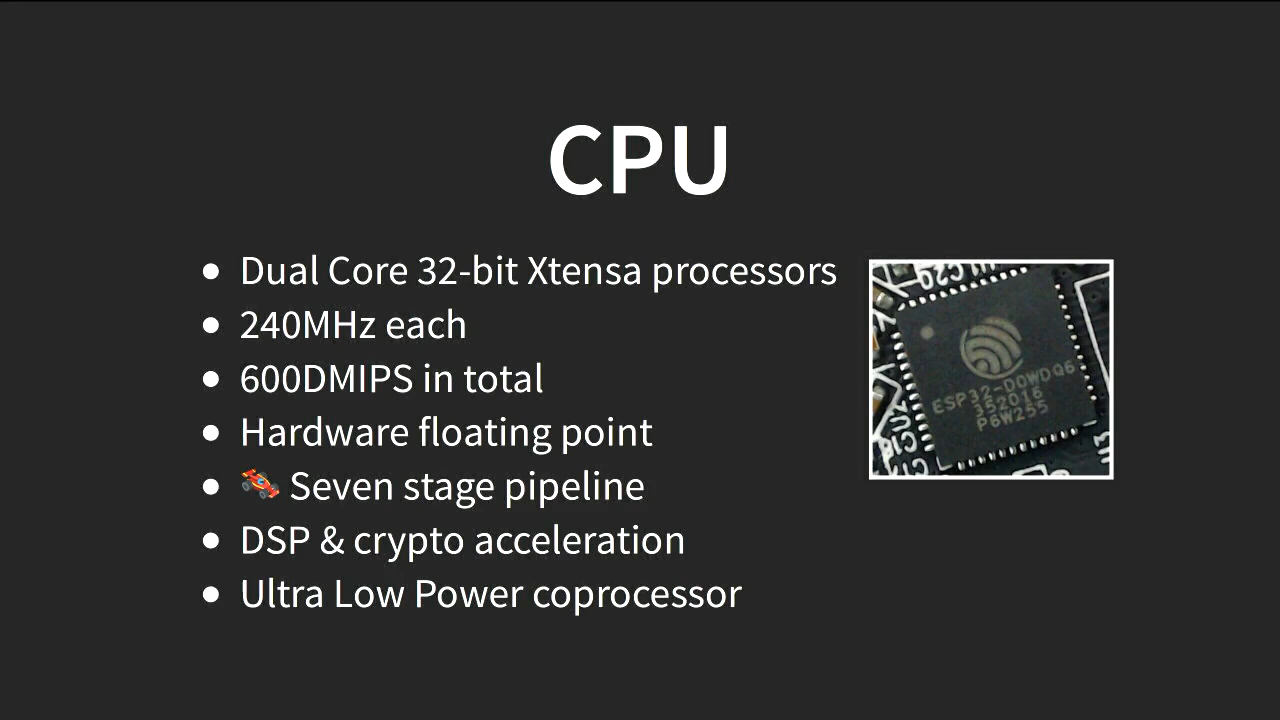 CPU
Dual Core 32-bit Xtensa processors
240MHz each
600DMIPS in total
Hardware floating point
Seven stage pipeline
DSP & crypto acceleration
Ultra Low Power coprocessor
ESP32-D0WDQ6
352016
P6W255